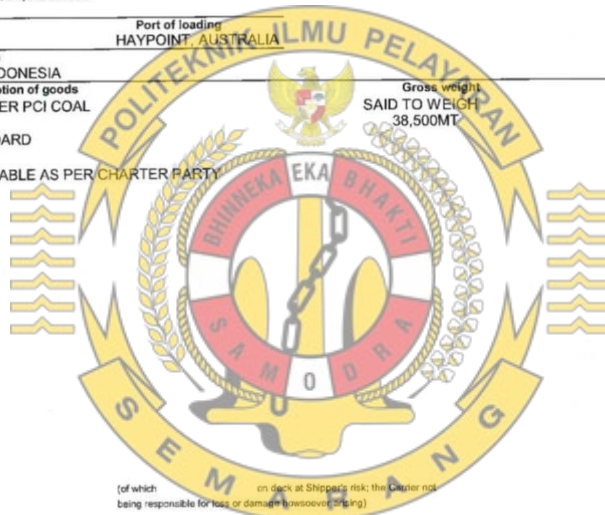 Port of loading
HAYPOINT, AUSTRALIA
DONESIA
tion of goods
Gross weight
ER PCI COAL
SAID TO WEIGH
38,500MT
ARD
ABLE AS PER CHARTER PARTY
POLITEKNIK ILMU PELAYARAN
BHINNEKA EKA BHAKTI
SAMODRA
SEMARANG
(of which on deck at Shipper's risk; the Carrier not
being responsible for loss or damage howsoever arising)